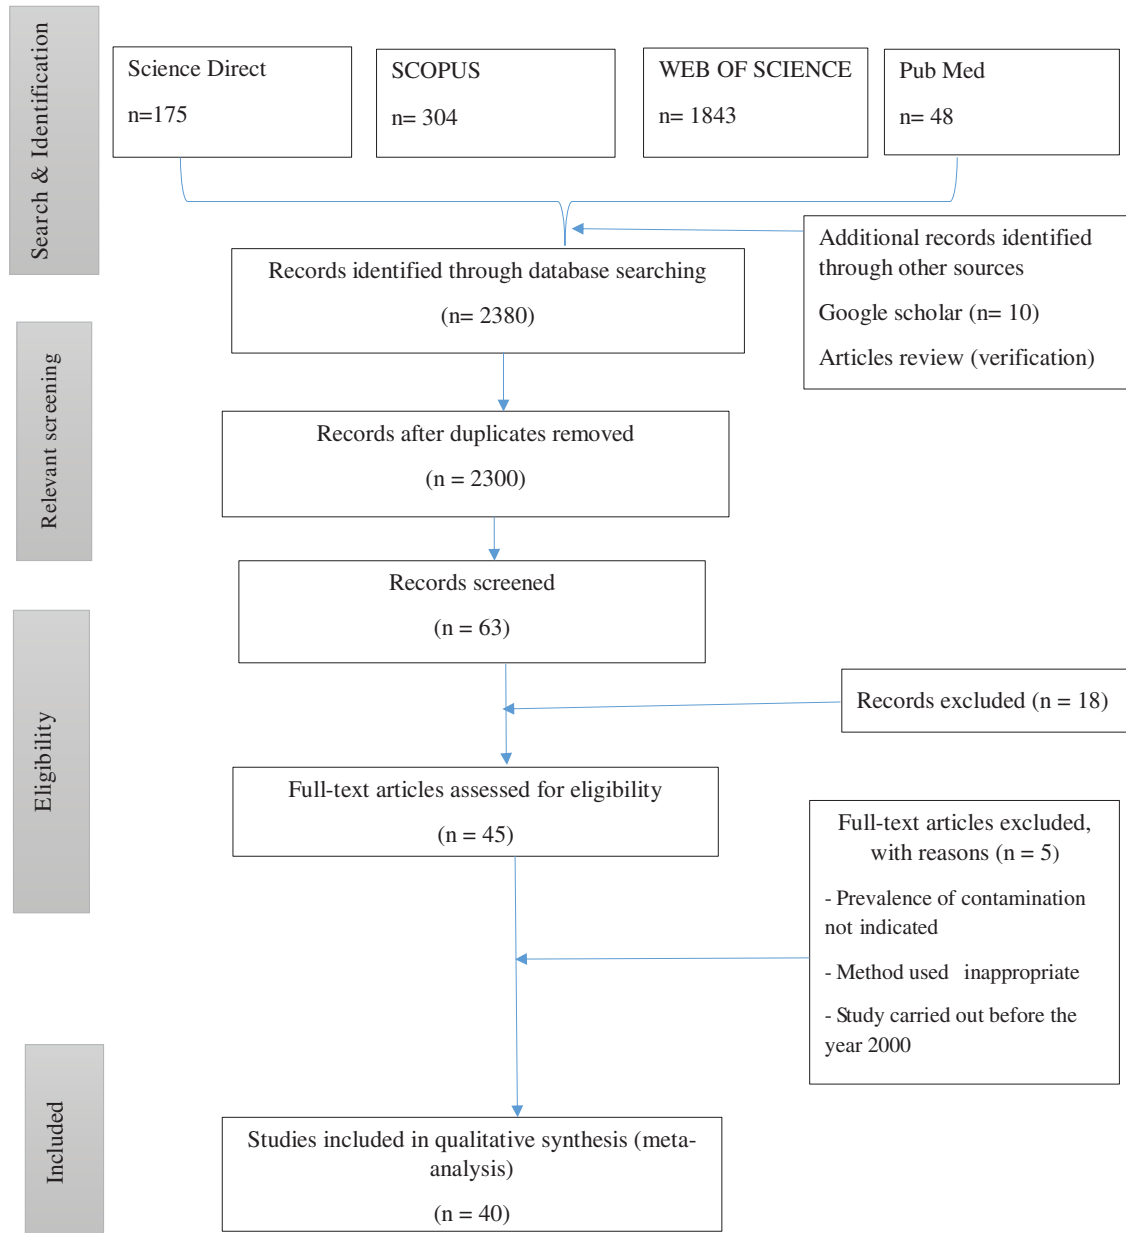 Search & Identification
Science Direct
n=175
SCOPUS
n= 304
WEB OF SCIENCE
n= 1843
Pub Med
n= 48
Additional records identified
through other sources
Google scholar (n= 10)
Articles review (verification)
Records identified through database searching
(n= 2380)
Relevant screening
Records after duplicates removed
(n = 2300)
Records screened
(n = 63)
Eligibility
Records excluded (n = 18)
Full-text articles assessed for eligibility
(n = 45)
Full-text articles excluded,
with reasons (n = 5)
- Prevalence of contamination
not indicated
- Method used inappropriate
- Study carried out before the
year 2000
Included
Studies included in qualitative synthesis (meta-
analysis)
(n = 40)